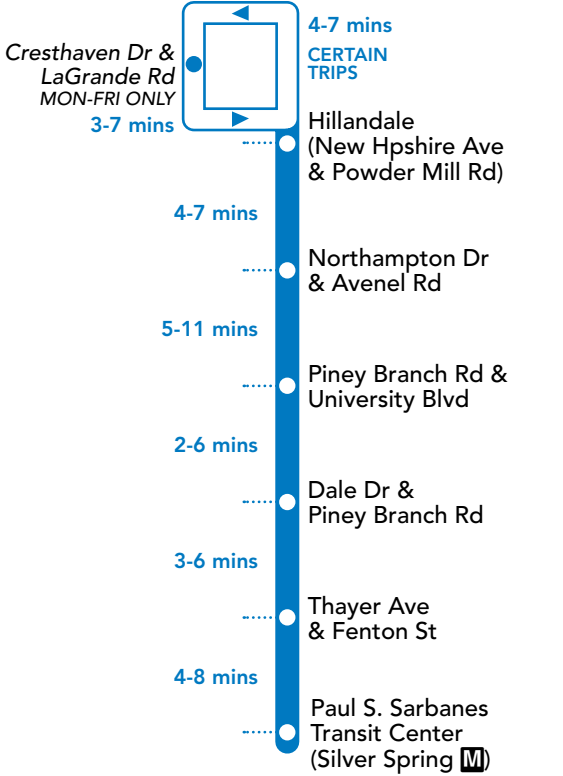 4-7 mins
CERTAIN
TRIPS
Cresthaven Dr &
LaGrande Rd
MON-FRI ONLY
3-7 mins
Hillandale
(New Hpshire Ave
& Powder Mill Rd)
4-7 mins
Northampton Dr
& Avenel Rd
5-11 mins
Piney Branch Rd &
University Blvd
2-6 mins
Dale Dr &
Piney Branch Rd
3-6 mins
Thayer Ave
& Fenton St
4-8 mins
Paul S. Sarbanes
Transit Center
(Silver Spring M)